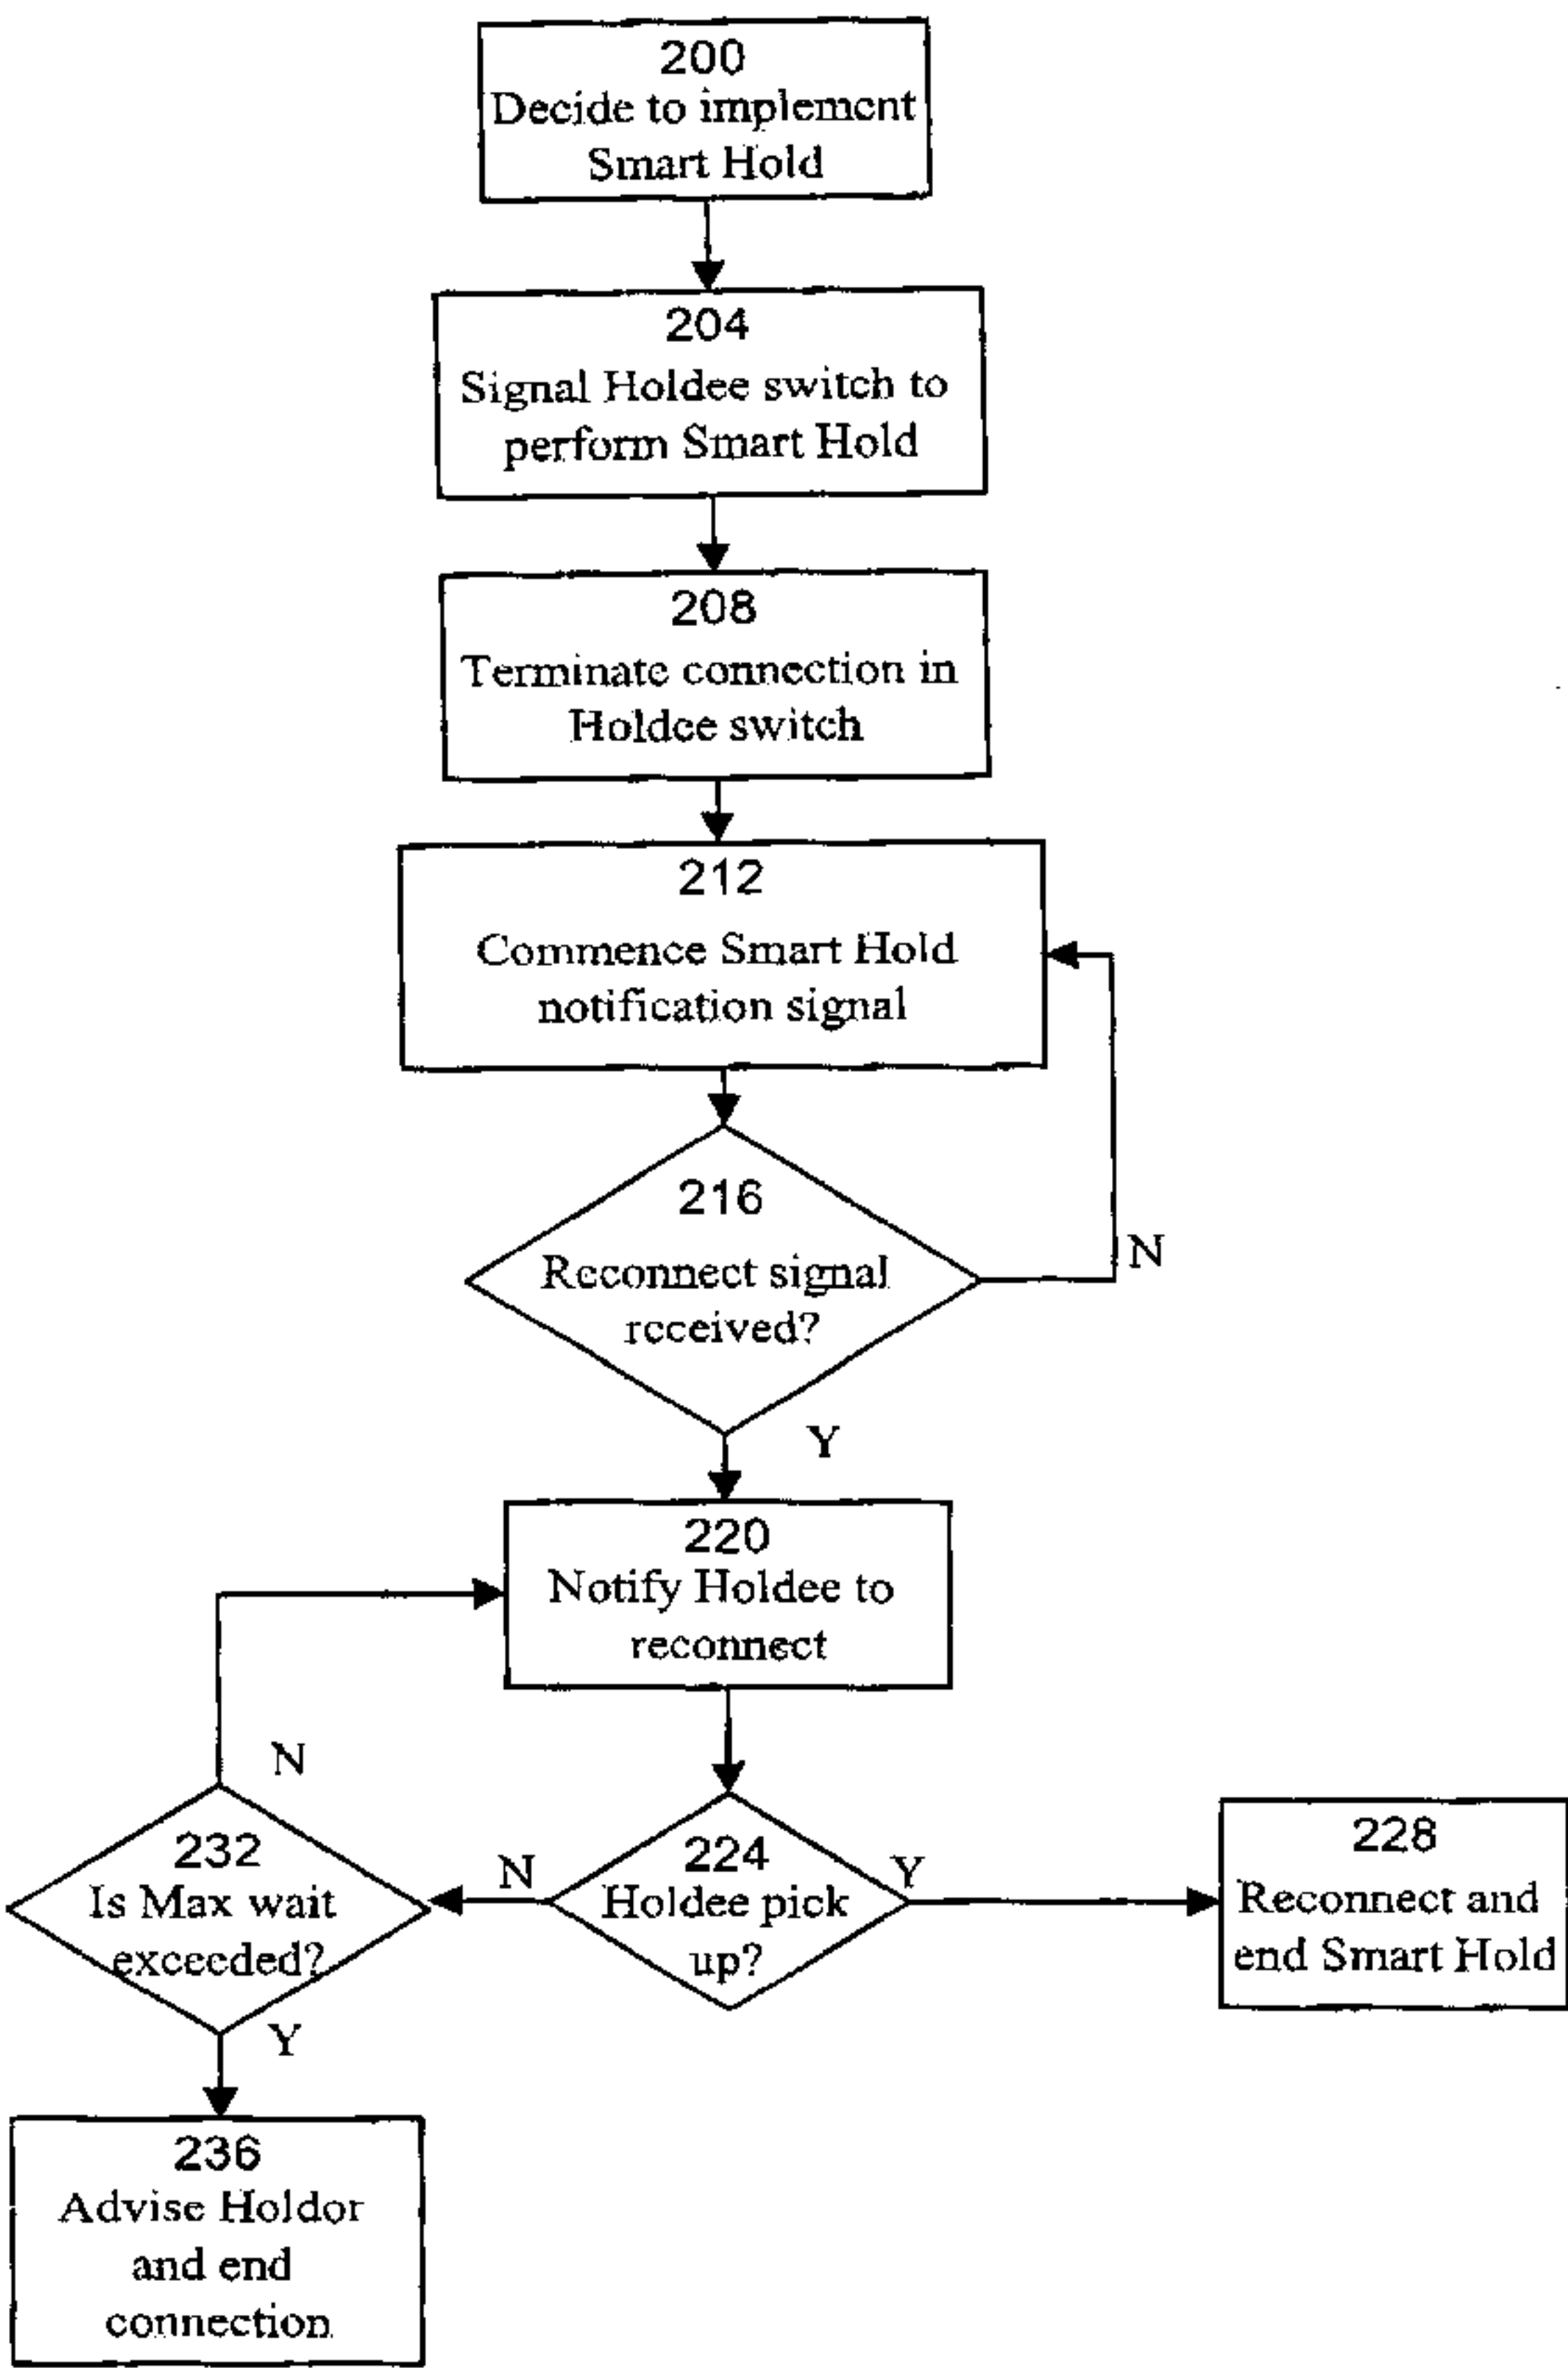 200
Decide to implement
Smart Hold
204
Signal Holdee switch to
perform Smart Hold
208
Terminate connection in
Holdee switch
212
Commence Smart Hold
notification signal
216
Reconnect signal
received?
N
Y
220
Notify Holdee to
reconnect
N
232
Is Max wait
exceeded?
N
224
Holdee pick
up?
Y
228
Reconnect and
end Smart Hold
Y
236
Advise Holdor
and end
connection